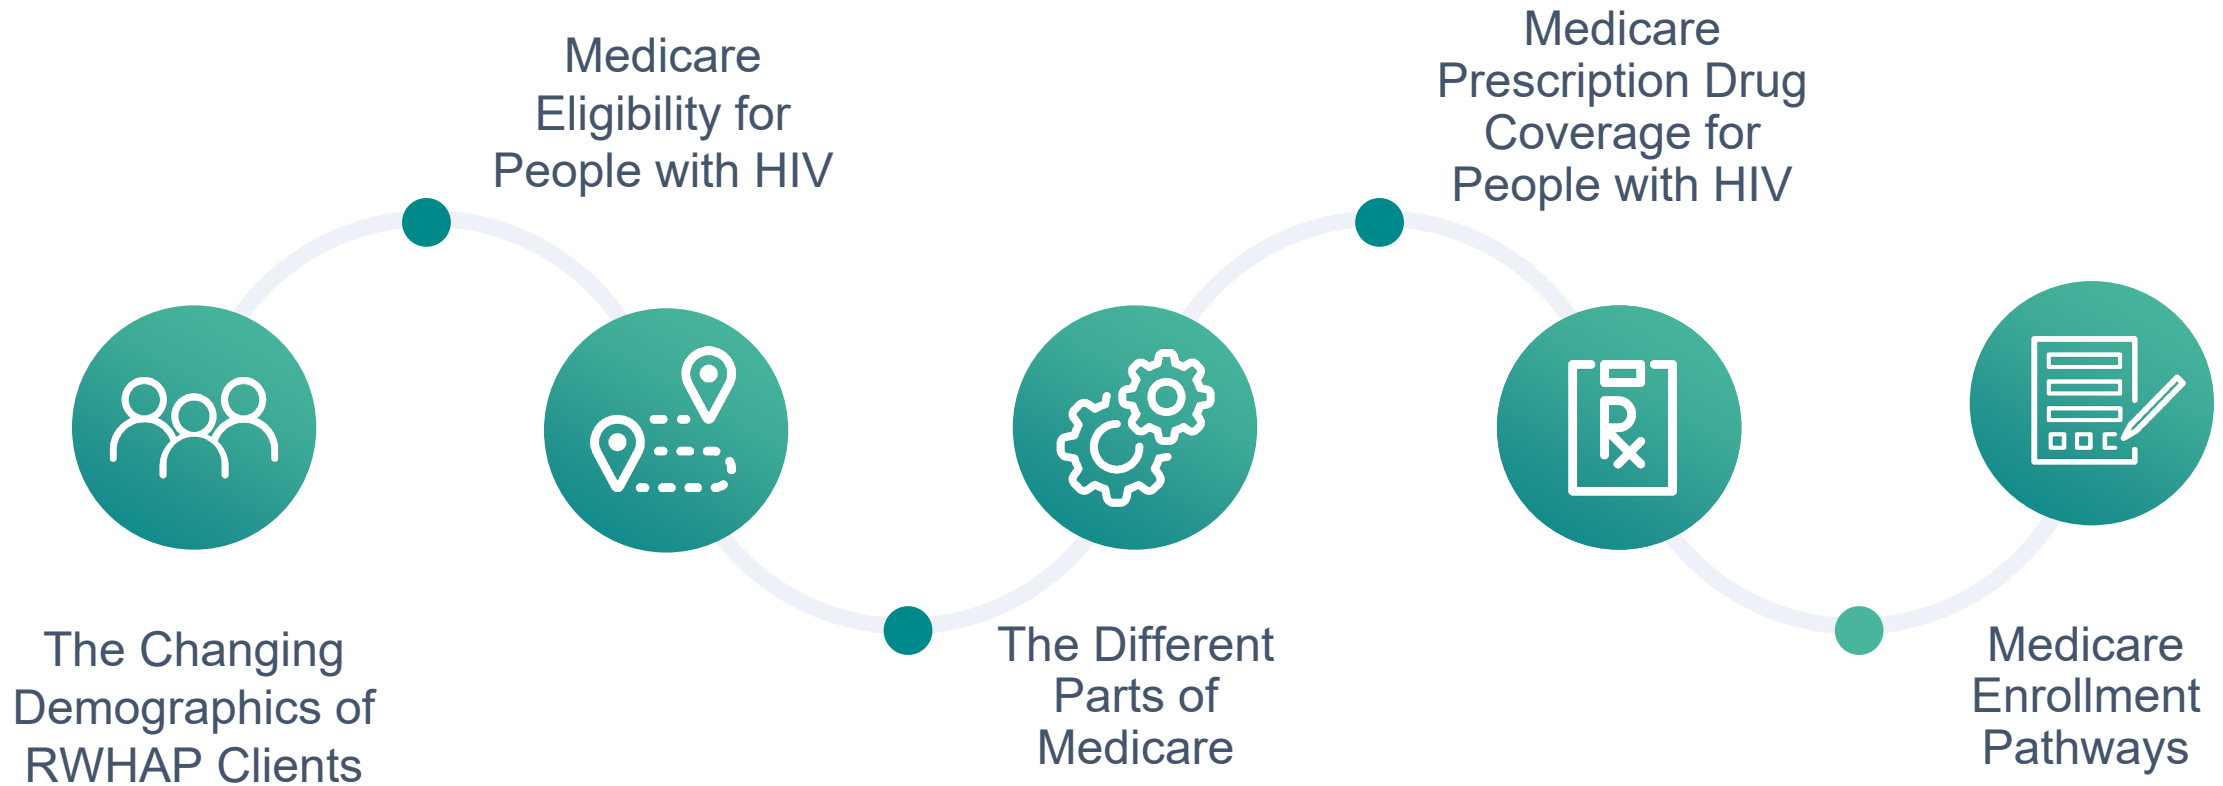 The Changing
Demographics of
RWHAP Clients
Medicare
Eligibility for
People with HIV
The Different
Parts of
Medicare
Medicare
Prescription Drug
Coverage for
People with HIV
Rx
Medicare
Enrollment
Pathways